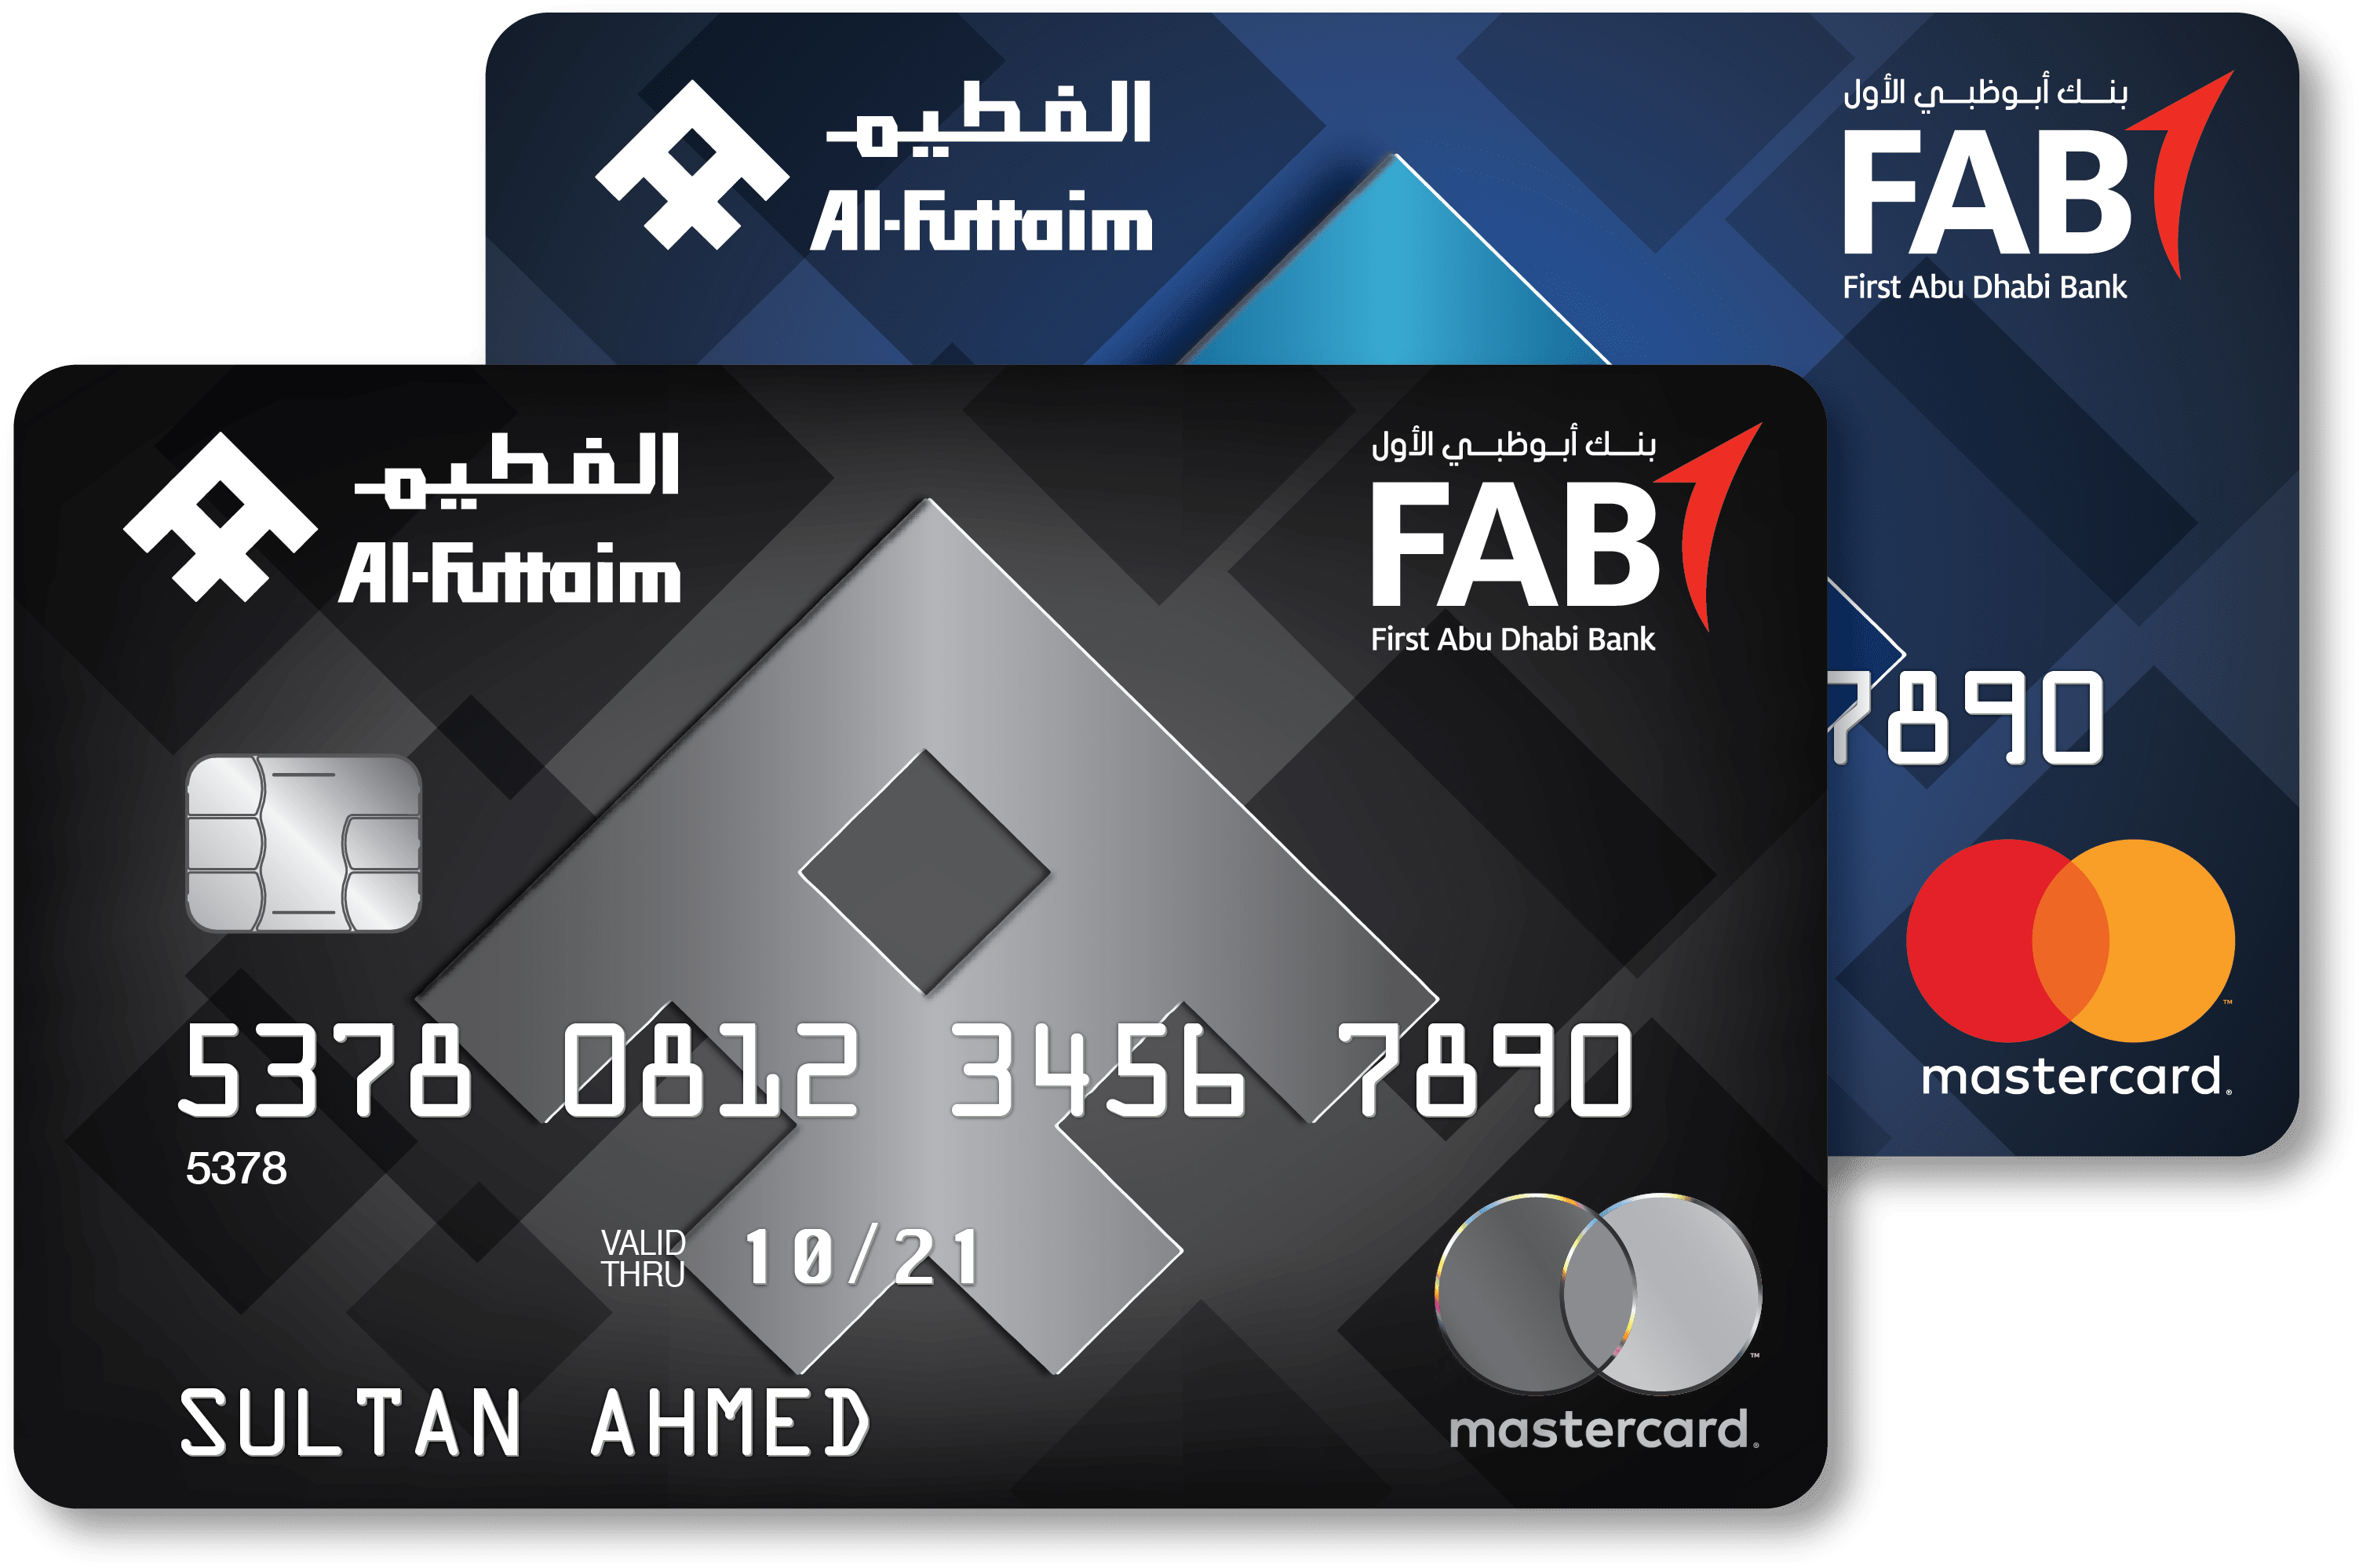 الفطيم
Al-Futtaim
بنك أبوظبي الأول
FAB
First Abu Dhabi Bank
7890
mastercard.
الفطيم
Al-Futtaim
بنك أبوظبي الأول
FAB
First Abu Dhabi Bank
5378 0812 3456 7890
5378
VALID
THRU 10/21
SULTAN AHMED
mastercard.